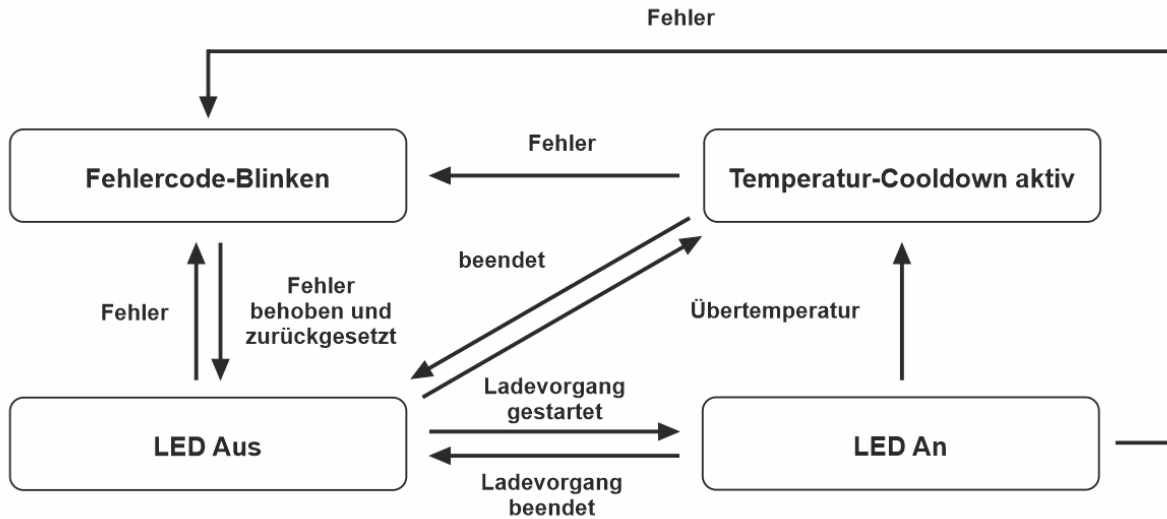 Fehler
Fehlercode-Blinken
Fehler
Temperatur-Cooldown aktiv
beendet
Fehler
Fehler
behoben und
zurückgesetzt
Übertemperatur
LED Aus
Ladevorgang
gestartet
Ladevorgang
beendet
LED An